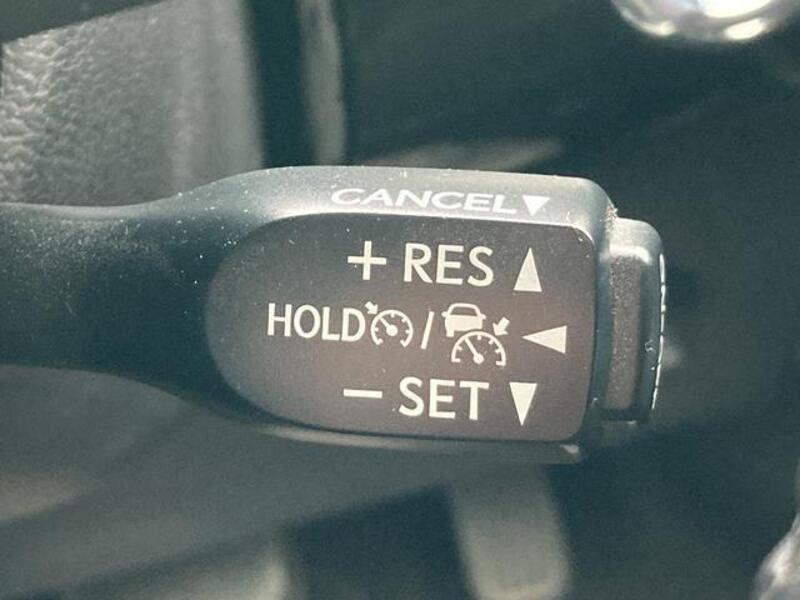 CANCEL▼
+ RES ▲
HOLD / ◀
− SET ▼